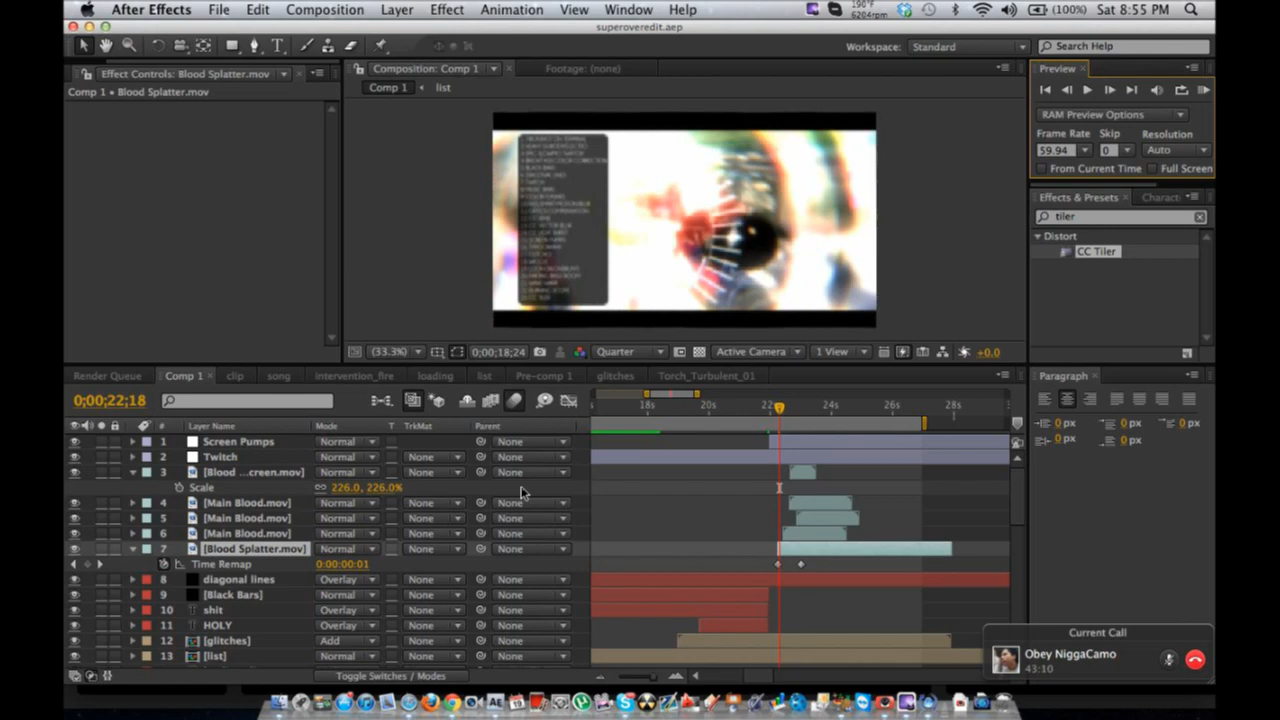 After Effects File Edit Composition Layer Effect Animation View Window Help 190°F 6204rpm (100%) Sat 8:55 PM
superoveredit.aep
Workspace: Standard Search Help
Effect Controls: Blood Splatter.mov Composition: Comp 1 Footage: (none) Preview
Comp 1 • Blood Splatter.mov Comp 1 list
RAM Preview Options
Frame Rate Skip Resolution
59.94 0 Auto
From Current Time Full Screen
Effects & Presets Charact
tiler
Distort
CC Tiler
(33.3%) 0;00;18;24 Quarter Active Camera 1 View +0.0
Render Queue Comp 1 clip song intervention_fire loading list Pre-comp 1 glitches Torch_Turbulent_01 Paragraph
0;00;22;18 18s 20s 22 24s 26s 28s
0 px 0 px 0 px
0 px 0 px
# Layer Name Mode T TrkMat Parent
1 Screen Pumps Normal None
2 Twitch Normal None None
3 [Blood ...creen.mov] Normal None None
Scale 226.0, 226.0%
4 [Main Blood.mov] Normal None None
5 [Main Blood.mov] Normal None None
6 [Main Blood.mov] Normal None None
7 [Blood Splatter.mov] Normal None None
Time Remap 0:00:00:01
8 diagonal lines Overlay None None
9 [Black Bars] Normal None None
10 shit Overlay None None
11 HOLY Overlay None None
12 [glitches] Add None None
13 [list] Normal None None
Toggle Switches / Modes
Current Call
Obey NiggaCamo
43:10